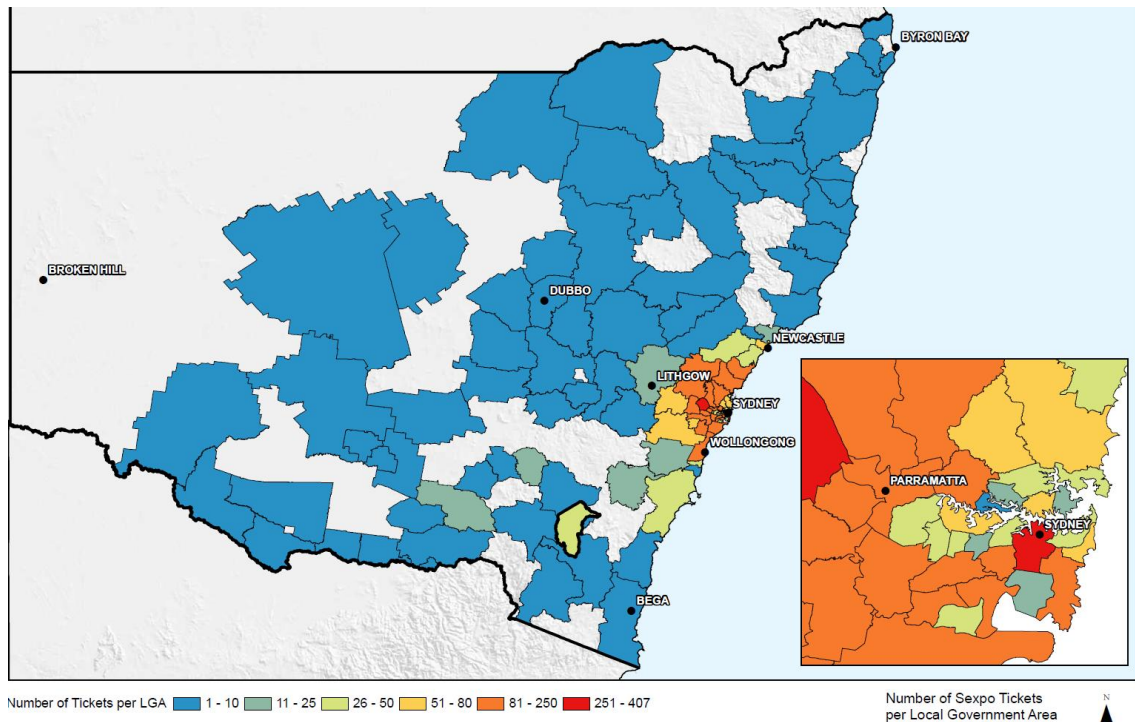 BYRON BAY
BROKEN HILL
DUBBO
NEWCASTLE
LITHGOW
SYDNEY
WOLLONGONG
PARRAMATTA
SYDNEY
BEGA
Number of Tickets per LGA 1 - 10 11 - 25 26 - 50 51 - 80 81 - 250 251 - 407
Number of Sexpo Tickets
per Local Government Area
N